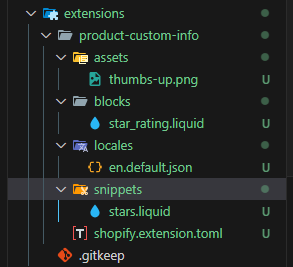 extensions
product-custom-info
assets
thumbs-up.png U
blocks
star_rating.liquid U
locales
en.default.json U
snippets
stars.liquid U
shopify.extension.toml U
.gitkeep